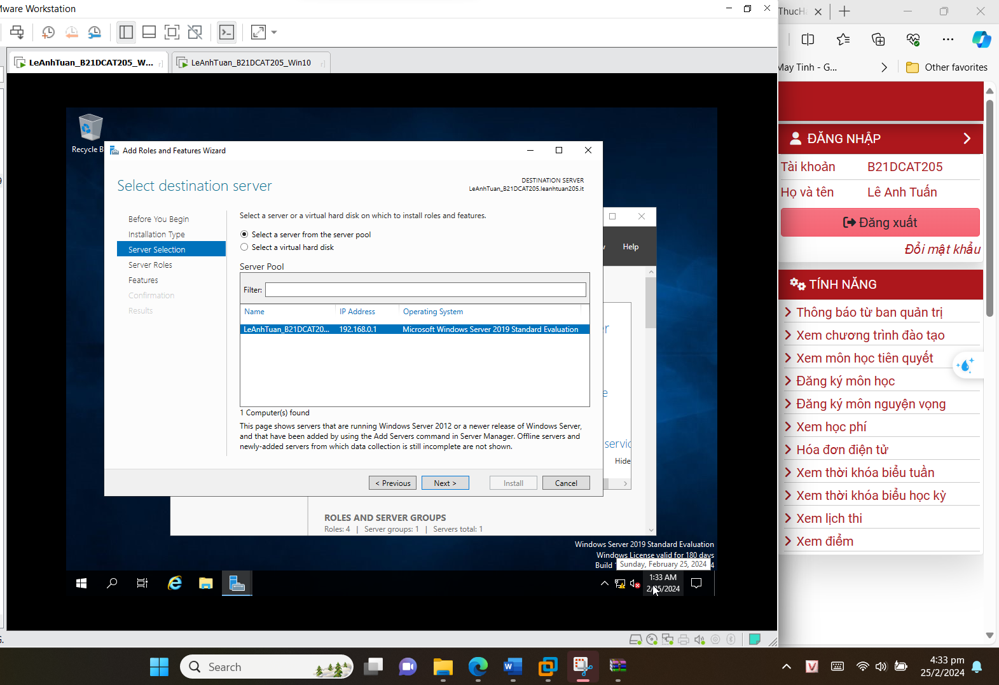 Mware Workstation
LeAnhTuan_B21DCAT205_W...
LeAnhTuan_B21DCAT205_Win10
Recycle B
Add Roles and Features Wizard
Select destination server
DESTINATION SERVER
LeAnhTuan_B21DCAT205.leanhtuan205.it
Before You Begin
Installation Type
Server Selection
Server Roles
Features
Confirmation
Results
Select a server or a virtual hard disk on which to install roles and features.
Select a server from the server pool
Select a virtual hard disk
Server Pool
Filter:
Name IP Address Operating System
LeAnhTuan_B21DCAT20... 192.168.0.1 Microsoft Windows Server 2019 Standard Evaluation
1 Computer(s) found
This page shows servers that are running Windows Server 2012 or a newer release of Windows Server,
and that have been added by using the Add Servers command in Server Manager. Offline servers and
newly-added servers from which data collection is still incomplete are not shown.
< Previous Next > Install Cancel
Help
servic
Hide
ROLES AND SERVER GROUPS
Roles: 4 | Server groups: 1 | Servers total: 1
Windows Server 2019 Standard Evaluation
Windows License valid for 180 days
Build
Sunday, February 25, 2024
1:33 AM
2/25/2024
ThucH
May Tinh - G...
Other favorites
ĐĂNG NHẬP
Tài khoản B21DCAT205
Họ và tên Lê Anh Tuấn
Đăng xuất
Đổi mật khẩu
TÍNH NĂNG
Thông báo từ ban quản trị
Xem chương trình đào tạo
Xem môn học tiên quyết
Đăng ký môn học
Đăng ký môn nguyện vọng
Xem học phí
Hóa đơn điện tử
Xem thời khóa biểu tuần
Xem thời khóa biểu học kỳ
Xem lịch thi
Xem điểm
Search
4:33 pm
25/2/2024